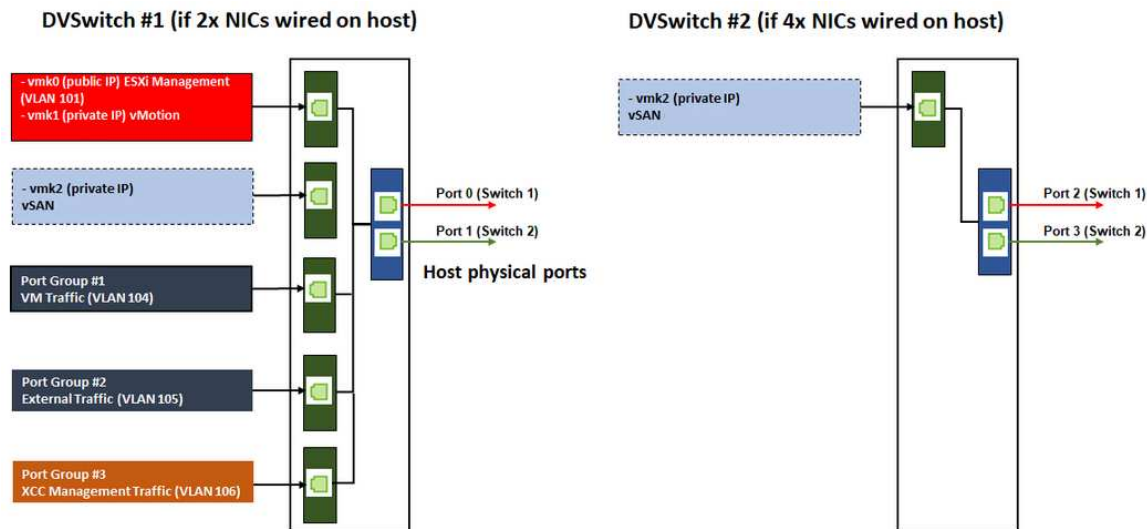 DVSwitch #1 (if 2x NICs wired on host)
- vmk0 (public IP) ESXi Management
(VLAN 101)
- vmk1 (private IP) vMotion
- vmk2 (private IP)
vSAN
Port Group #1
VM Traffic (VLAN 104)
Port Group #2
External Traffic (VLAN 105)
Port Group #3
XCC Management Traffic (VLAN 106)
Port 0 (Switch 1)
Port 1 (Switch 2)
Host physical ports
DVSwitch #2 (if 4x NICs wired on host)
- vmk2 (private IP)
vSAN
Port 2 (Switch 1)
Port 3 (Switch 2)